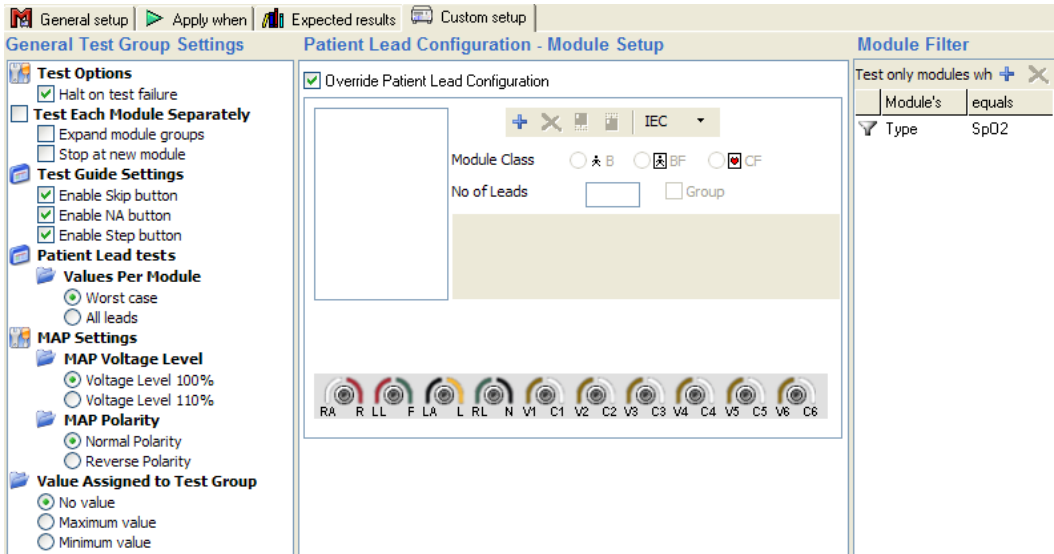 General setup
Apply when
Expected results
Custom setup
General Test Group Settings
Test Options
Halt on test failure
Test Each Module Separately
Expand module groups
Stop at new module
Test Guide Settings
Enable Skip button
Enable NA button
Enable Step button
Patient Lead tests
Values Per Module
Worst case
All leads
MAP Settings
MAP Voltage Level
Voltage Level 100%
Voltage Level 110%
MAP Polarity
Normal Polarity
Reverse Polarity
Value Assigned to Test Group
No value
Maximum value
Minimum value
Patient Lead Configuration - Module Setup
Override Patient Lead Configuration
IEC
Module Class B BF CF
No of Leads Group
RA R LL F LA L RL N V1 C1 V2 C2 V3 C3 V4 C4 V5 C5 V6 C6
Module Filter
Test only modules wh
Module's equals
Type SpO2